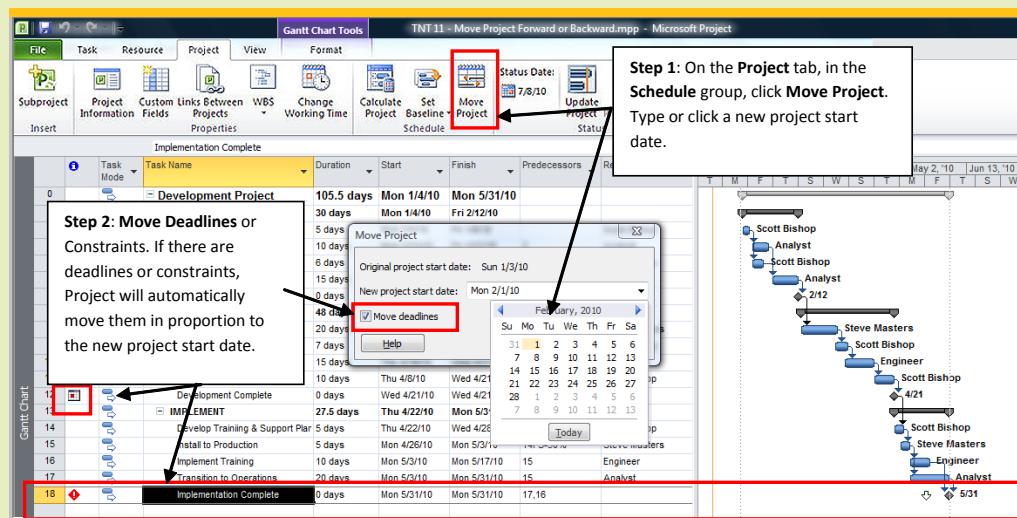 Gantt Chart Tools
TNT 11 - Move Project Forward or Backward.mpp - Microsoft Project
File Task Resource Project View Format
Subproject
Project Information
Custom Fields
Links Between Projects
WBS
Change Working Time
Calculate Project
Set Baseline
Move Project
Status Date:
7/8/10
Update Project
Insert Properties Schedule
Step 1: On the Project tab, in the
Schedule group, click Move Project.
Type or click a new project start
date.
Implementation Complete
Task Mode Task Name Duration Start Finish Predecessors
May 2, '10 Jun 13, '10
T M F T S W S T M F T S W
0 Development Project 105.5 days Mon 1/4/10 Mon 5/31/10
30 days Mon 1/4/10 Fri 2/12/10
5 days
10 days
6 days
15 days
0 days
48 da
20 days
7 days
15 days
10 days Thu 4/8/10 Wed 4/21
12 Development Complete 0 days Wed 4/21/10 Wed 4/21
13 IMPLEMENT 27.5 days Thu 4/22/10 Mon 5/3
14 Develop Training & Support Plan 5 days Thu 4/22/10 Wed 4/28
15 Install to Production 5 days Mon 4/26/10 Mon 5/3/10 Steve Masters
16 Implement Training 10 days Mon 5/3/10 Mon 5/17/10 15 Engineer
17 Transition to Operations 20 days Mon 5/3/10 Mon 5/31/10 15 Analyst
18 Implementation Complete 0 days Mon 5/31/10 Mon 5/31/10 17,16
Step 2: Move Deadlines or
Constraints. If there are
deadlines or constraints,
Project will automatically
move them in proportion to
the new project start date.
Move Project
Original project start date: Sun 1/3/10
New project start date: Mon 2/1/10
Move deadlines
Help
February, 2010
Su Mo Tu We Th Fr Sa
31 1 2 3 4 5 6
7 8 9 10 11 12 13
14 15 16 17 18 19 20
21 22 23 24 25 26 27
28 1 2 3 4 5 6
7 8 9 10 11 12 13
Today
Scott Bishop
Analyst
Scott Bishop
Analyst
2/12
Steve Masters
Scott Bishop
Engineer
Scott Bishop
4/21
Scott Bishop
Steve Masters
Engineer
Analyst
5/31
Gantt Chart